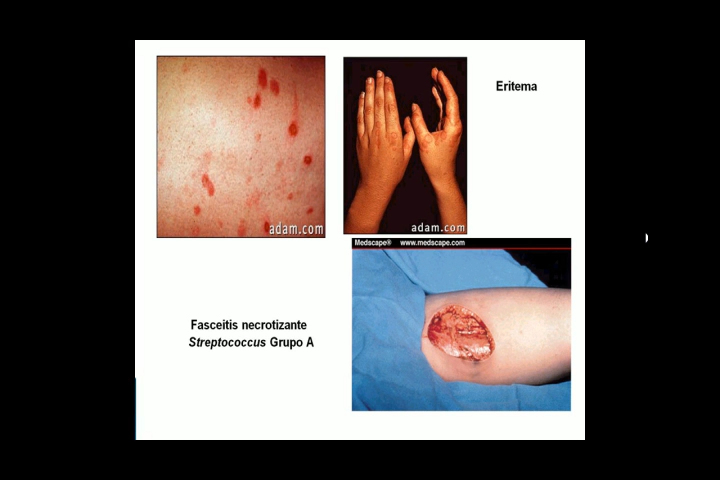 Eritema
adam.com
adam.com
Medscape® www.medscape.com
Fasceitis necrotizante
Streptococcus Grupo A